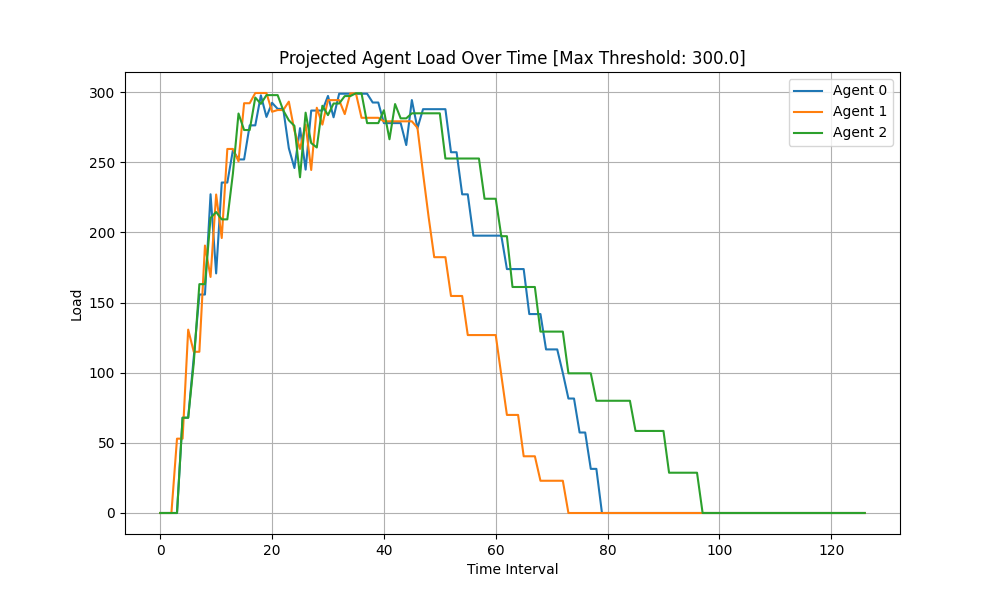 Projected Agent Load Over Time [Max Threshold: 300.0]
Agent 0
Agent 1
Agent 2
Load
300
250
200
150
100
50
0
0 20 40 60 80 100 120
Time Interval